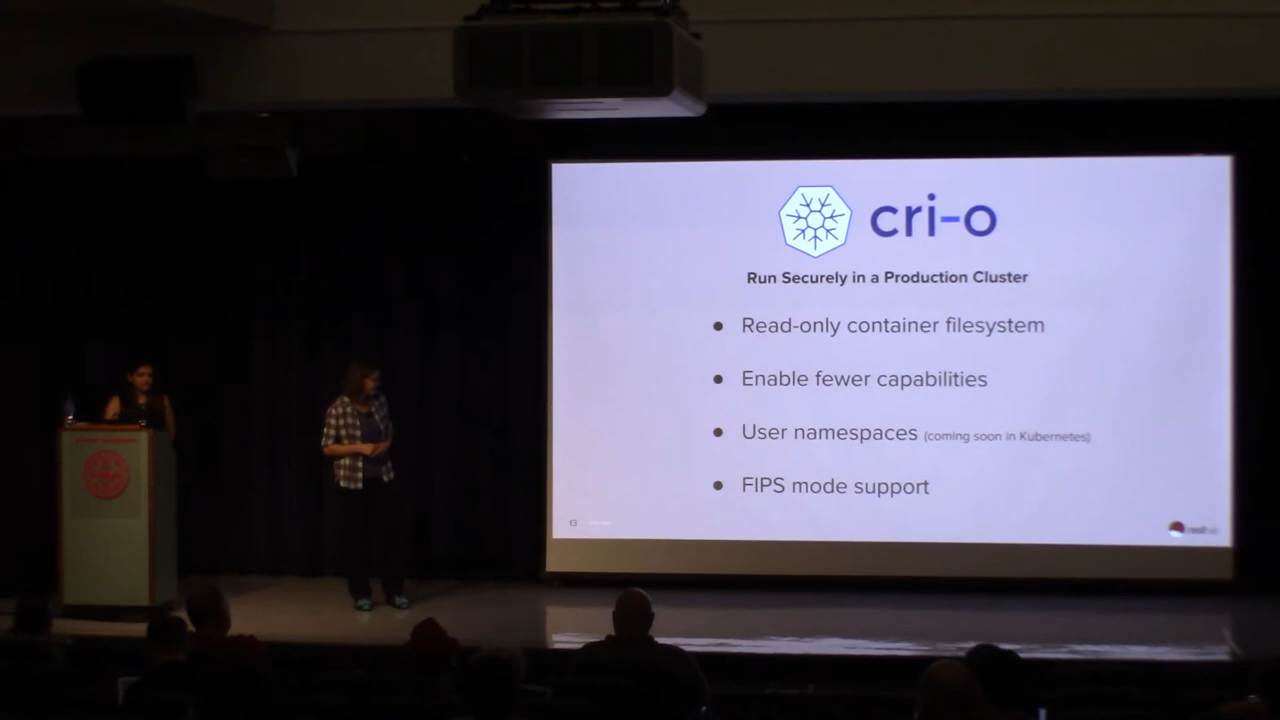 cri-o
Run Securely in a Production Cluster
• Read-only container filesystem
• Enable fewer capabilities
• User namespaces (coming soon in Kubernetes)
• FIPS mode support
13